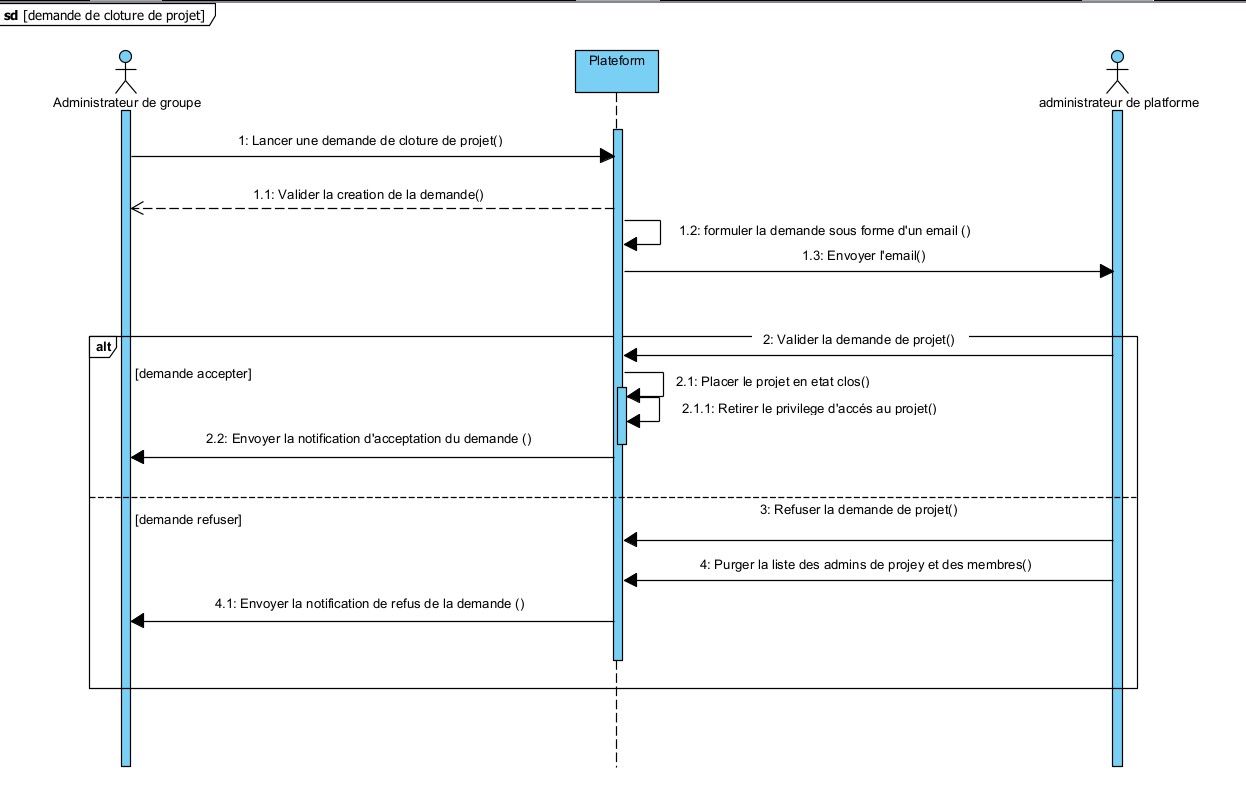 sd [demande de cloture de projet]
Plateform
Administrateur de groupe
administrateur de platforme
1: Lancer une demande de cloture de projet()
1.1: Valider la creation de la demande()
1.2: formuler la demande sous forme d'un email ()
1.3: Envoyer l'email()
alt
2: Valider la demande de projet()
[demande accepter]
2.1: Placer le projet en etat clos()
2.1.1: Retirer le privilege d'accés au projet()
2.2: Envoyer la notification d'acceptation du demande ()
[demande refuser]
3: Refuser la demande de projet()
4: Purger la liste des admins de projey et des membres()
4.1: Envoyer la notification de refus de la demande ()